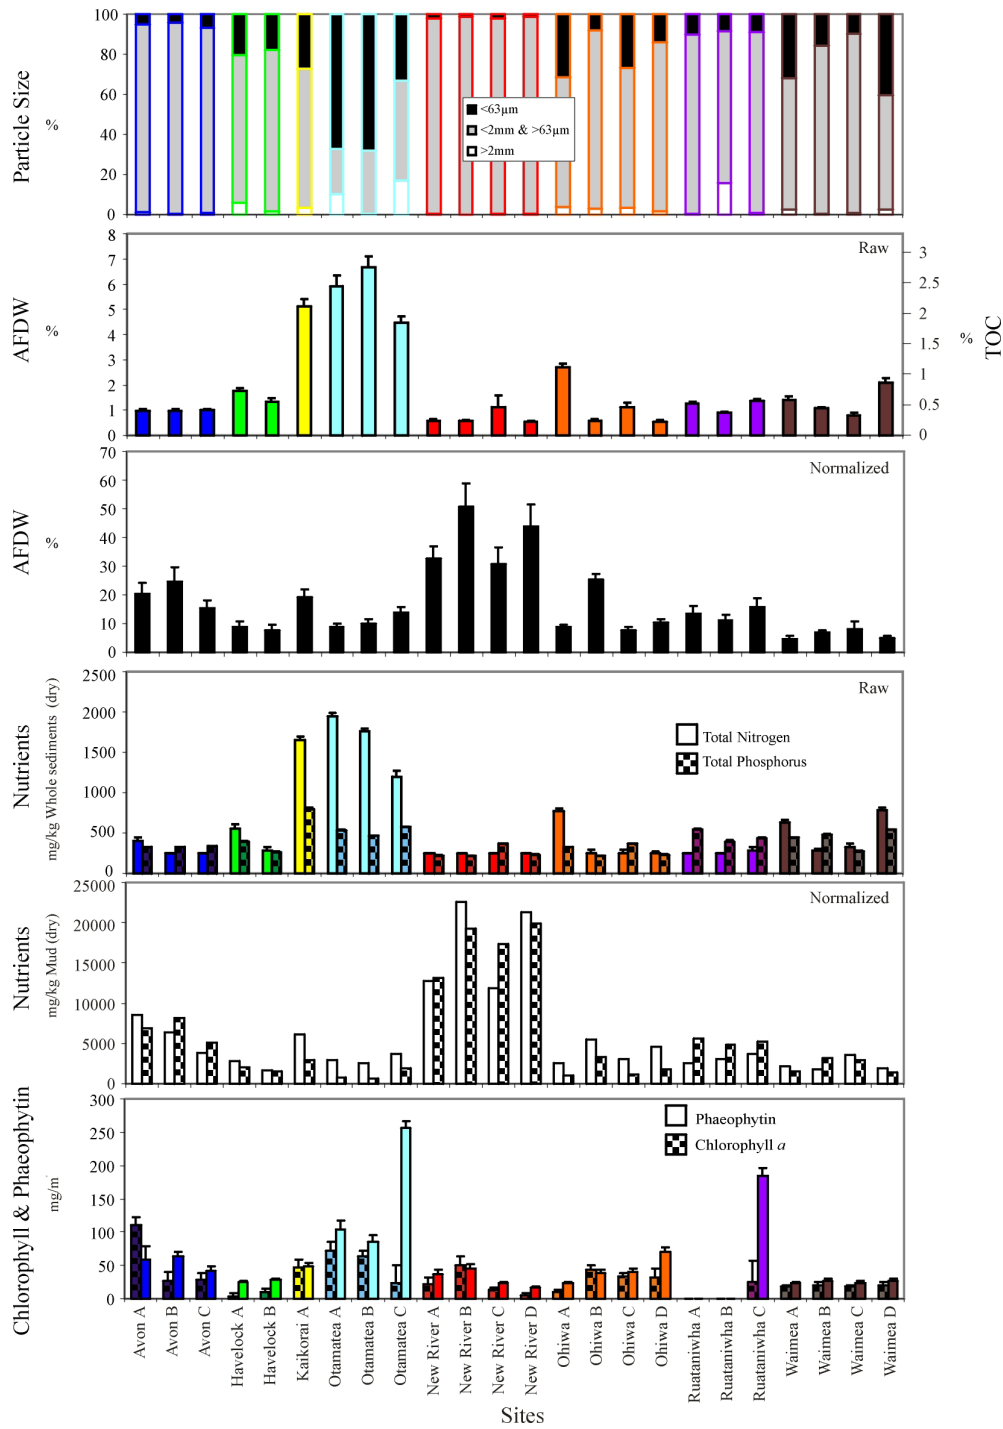 Particle Size
%
100
80
60
40
20
0
<63µm
<2mm & >63µm
>2mm
AFDW
%
8
7
6
5
4
3
2
1
0
Raw
3
2.5
2
1.5
1
0.5
0
%
TOC
AFDW
%
70
60
50
40
30
20
10
0
Normalized
Nutrients
mg/kg Whole sediments (dry)
2500
2000
1500
1000
500
0
Raw
Total Nitrogen
Total Phosphorus
Nutrients
mg/kg Mud (dry)
25000
20000
15000
10000
5000
0
Normalized
Chlorophyll & Phaeophytin
mg/m
300
250
200
150
100
50
0
Phaeophytin
Chlorophyll a
Avon A
Avon B
Avon C
Havelock A
Havelock B
Kaikorai A
Otamatea A
Otamatea B
Otamatea C
New River A
New River B
New River C
New River D
Ohiwa A
Ohiwa B
Ohiwa C
Ohiwa D
Ruataniwha A
Ruataniwha B
Ruataniwha C
Waimea A
Waimea B
Waimea C
Waimea D
Sites